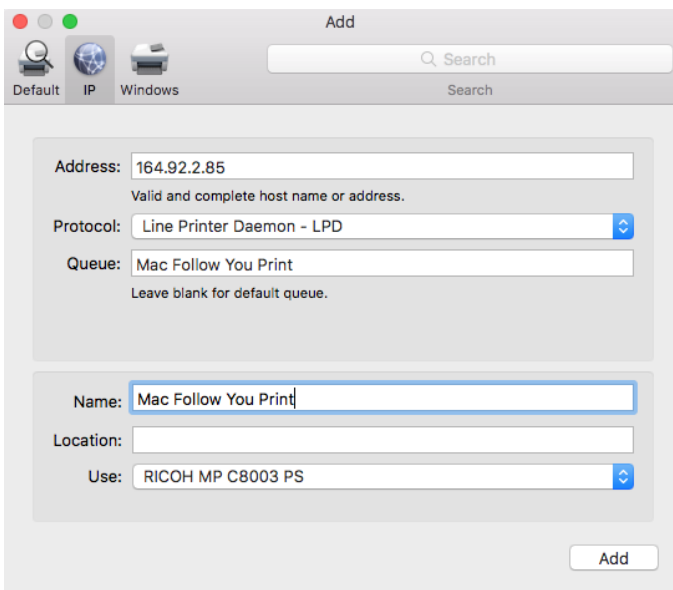 Add
Search
Default IP Windows Search
Address: 164.92.2.85
Valid and complete host name or address.
Protocol: Line Printer Daemon - LPD
Queue: Mac Follow You Print
Leave blank for default queue.
Name: Mac Follow You Print
Location:
Use: RICOH MP C8003 PS
Add